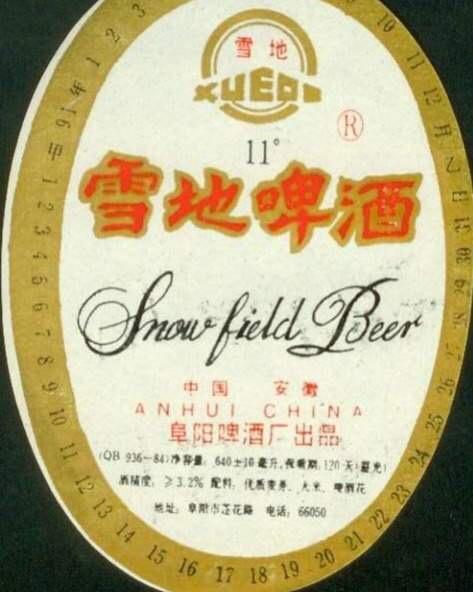 雪地
XUEDI
®
11°
雪地啤酒
Snow field Beer
中国 安徽
ANHUI CHINA
阜阳啤酒厂出品
(QB 936-84)净容量: 640±10毫升,保鲜期:120天(避光)
酒精度: ≥3.2% 配料: 优质麦芽、大米、啤酒花
地址: 阜阳市莲花路 电话: 66050
1 2 3
10 11 12 月
1 2 3 4 5 6 7 8 9 10 11 12 13 14 15 16 17 18 19 20 21 22 23 24 25 26 27 28 29 30 31 日